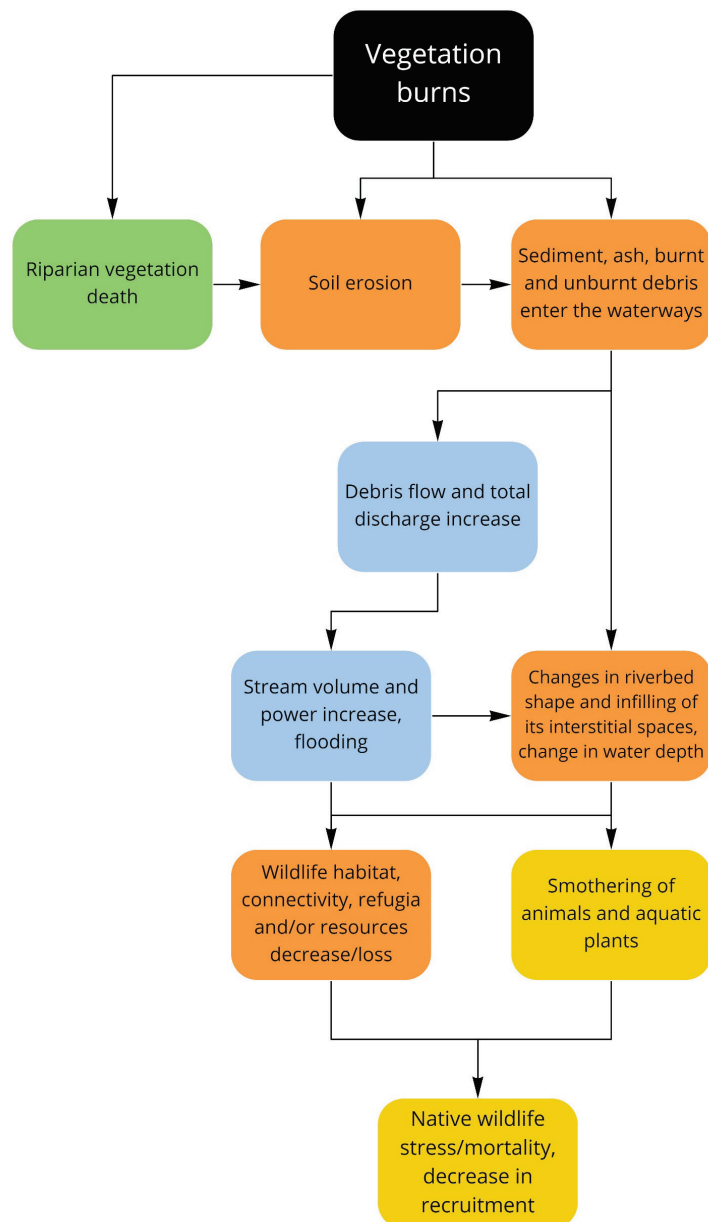 Vegetation
burns
Riparian vegetation
death
Soil erosion
Sediment, ash, burnt
and unburnt debris
enter the waterways
Debris flow and total
discharge increase
Stream volume and
power increase,
flooding
Changes in riverbed
shape and infilling of
its interstitial spaces,
change in water depth
Wildlife habitat,
connectivity, refugia
and/or resources
decrease/loss
Smothering of
animals and aquatic
plants
Native wildlife
stress/mortality,
decrease in
recruitment